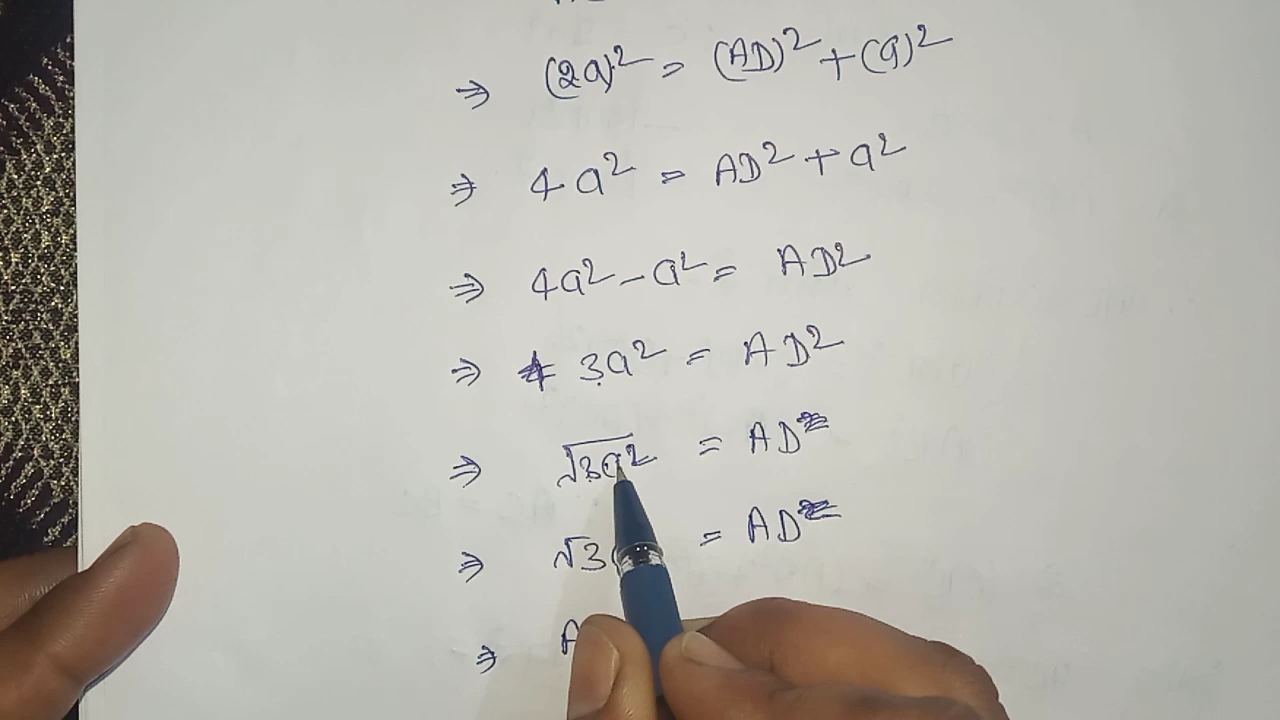 ⇒ (2a)² = (AD)² + (a)²
⇒ 4a² = AD² + a²
⇒ 4a² - a² = AD²
⇒ 3a² = AD²
⇒ √3a² = AD
⇒ √3 = AD
⇒ A